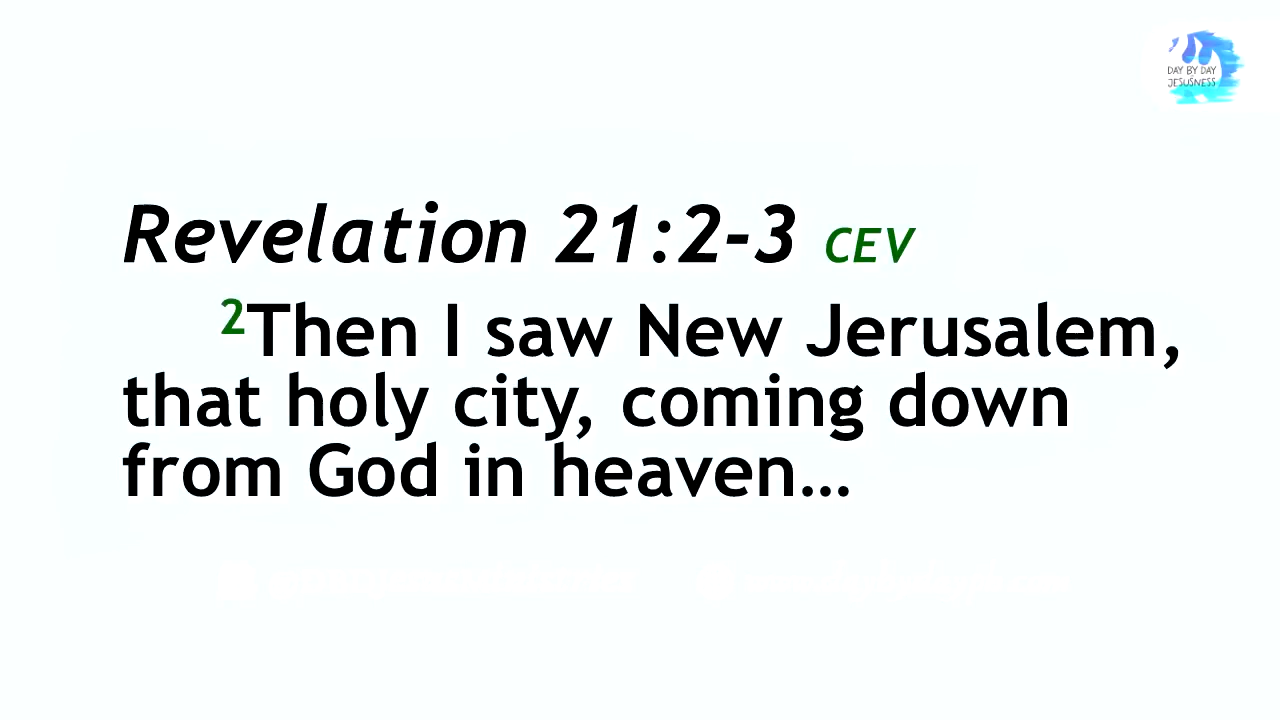 DAY BY DAY
JESUSNESS
Revelation 21:2-3 CEV
²Then I saw New Jerusalem,
that holy city, coming down
from God in heaven…